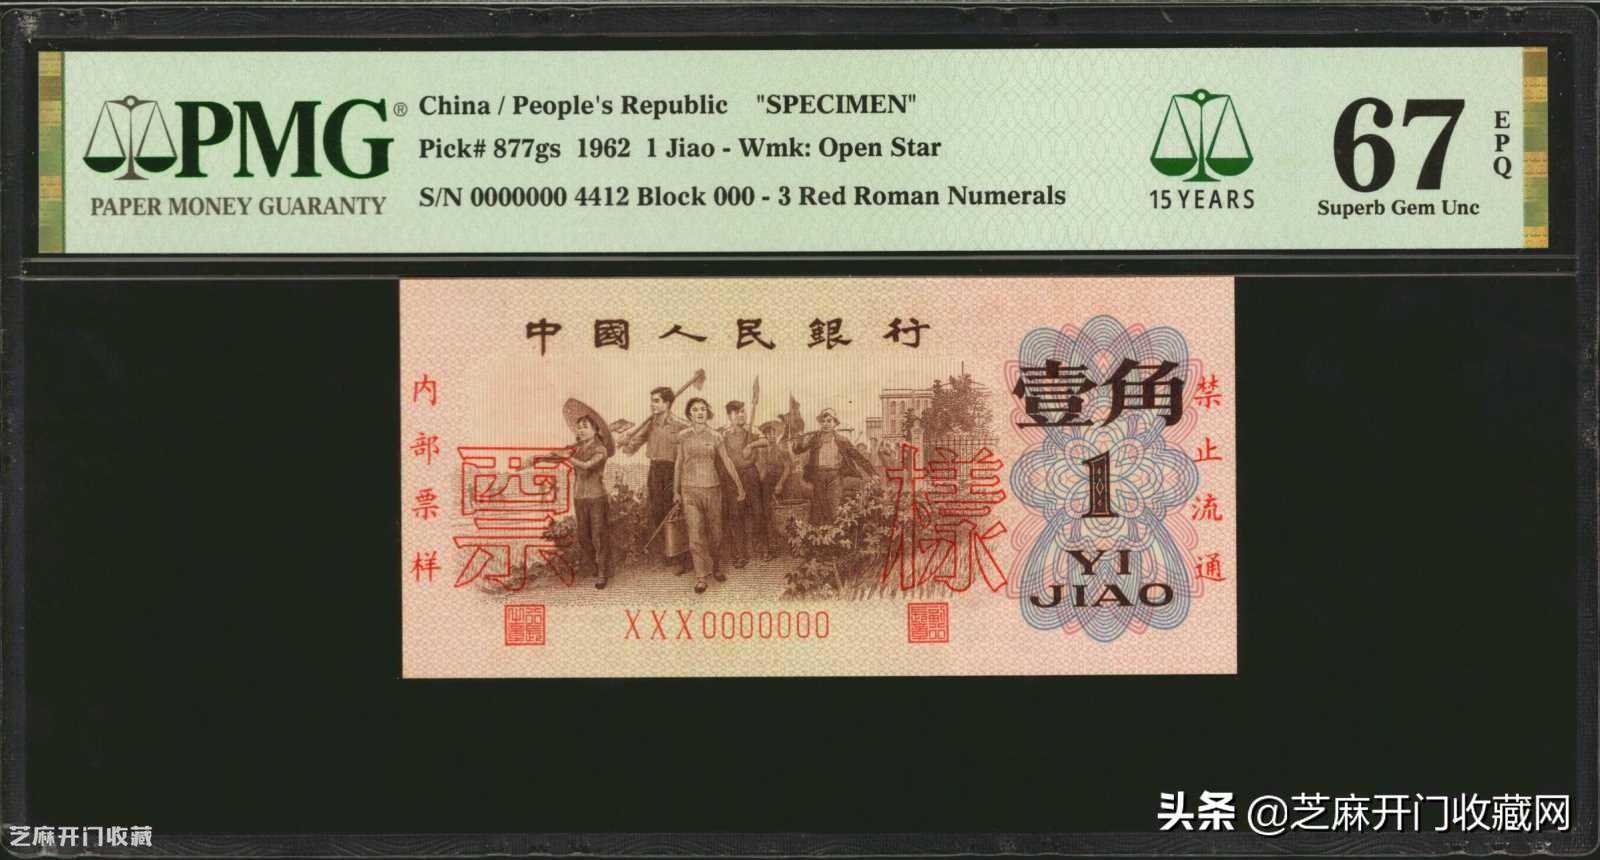 PMG®
PAPER MONEY GUARANTY
China / People's Republic "SPECIMEN"
Pick# 877gs 1962 1 Jiao - Wmk: Open Star
S/N 0000000 4412 Block 000 - 3 Red Roman Numerals
15 YEARS
67
EPQ
Superb Gem Unc
中國人民銀行
内部票样
票樣
壹角
1
YI
JIAO
禁止流通
XXX0000000
头条 @芝麻开门收藏网
芝麻开门收藏